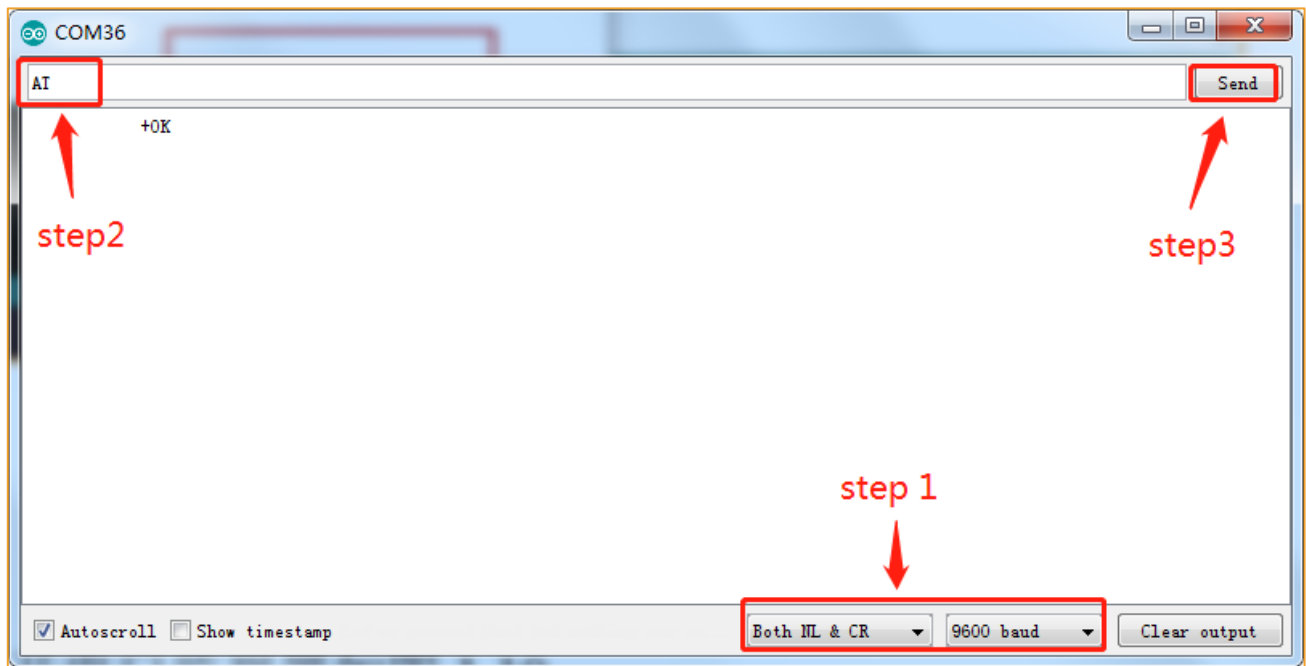 COM36
AI
Send
+OK
step2
step3
step 1
Autoscroll Show timestamp Both NL & CR 9600 baud Clear output